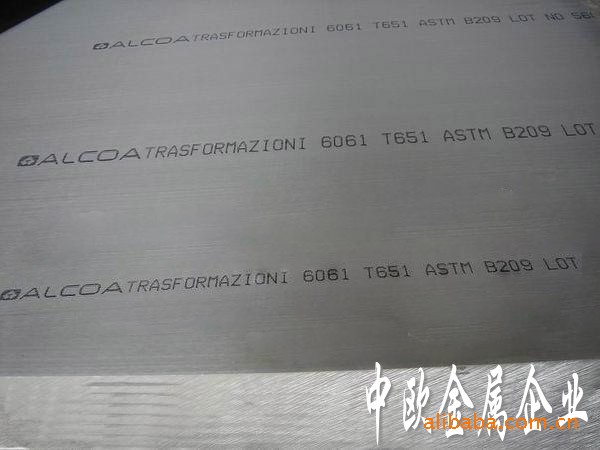 ALCOA TRASFORMAZIONI 6061 T651 ASTM B209 LOT NO 566
ALCOA TRASFORMAZIONI 6061 T651 ASTM B209 LOT
ALCOA TRASFORMAZIONI 6061 T651 ASTM B209 LOT
中欧金属企业
alibaba.com.cn